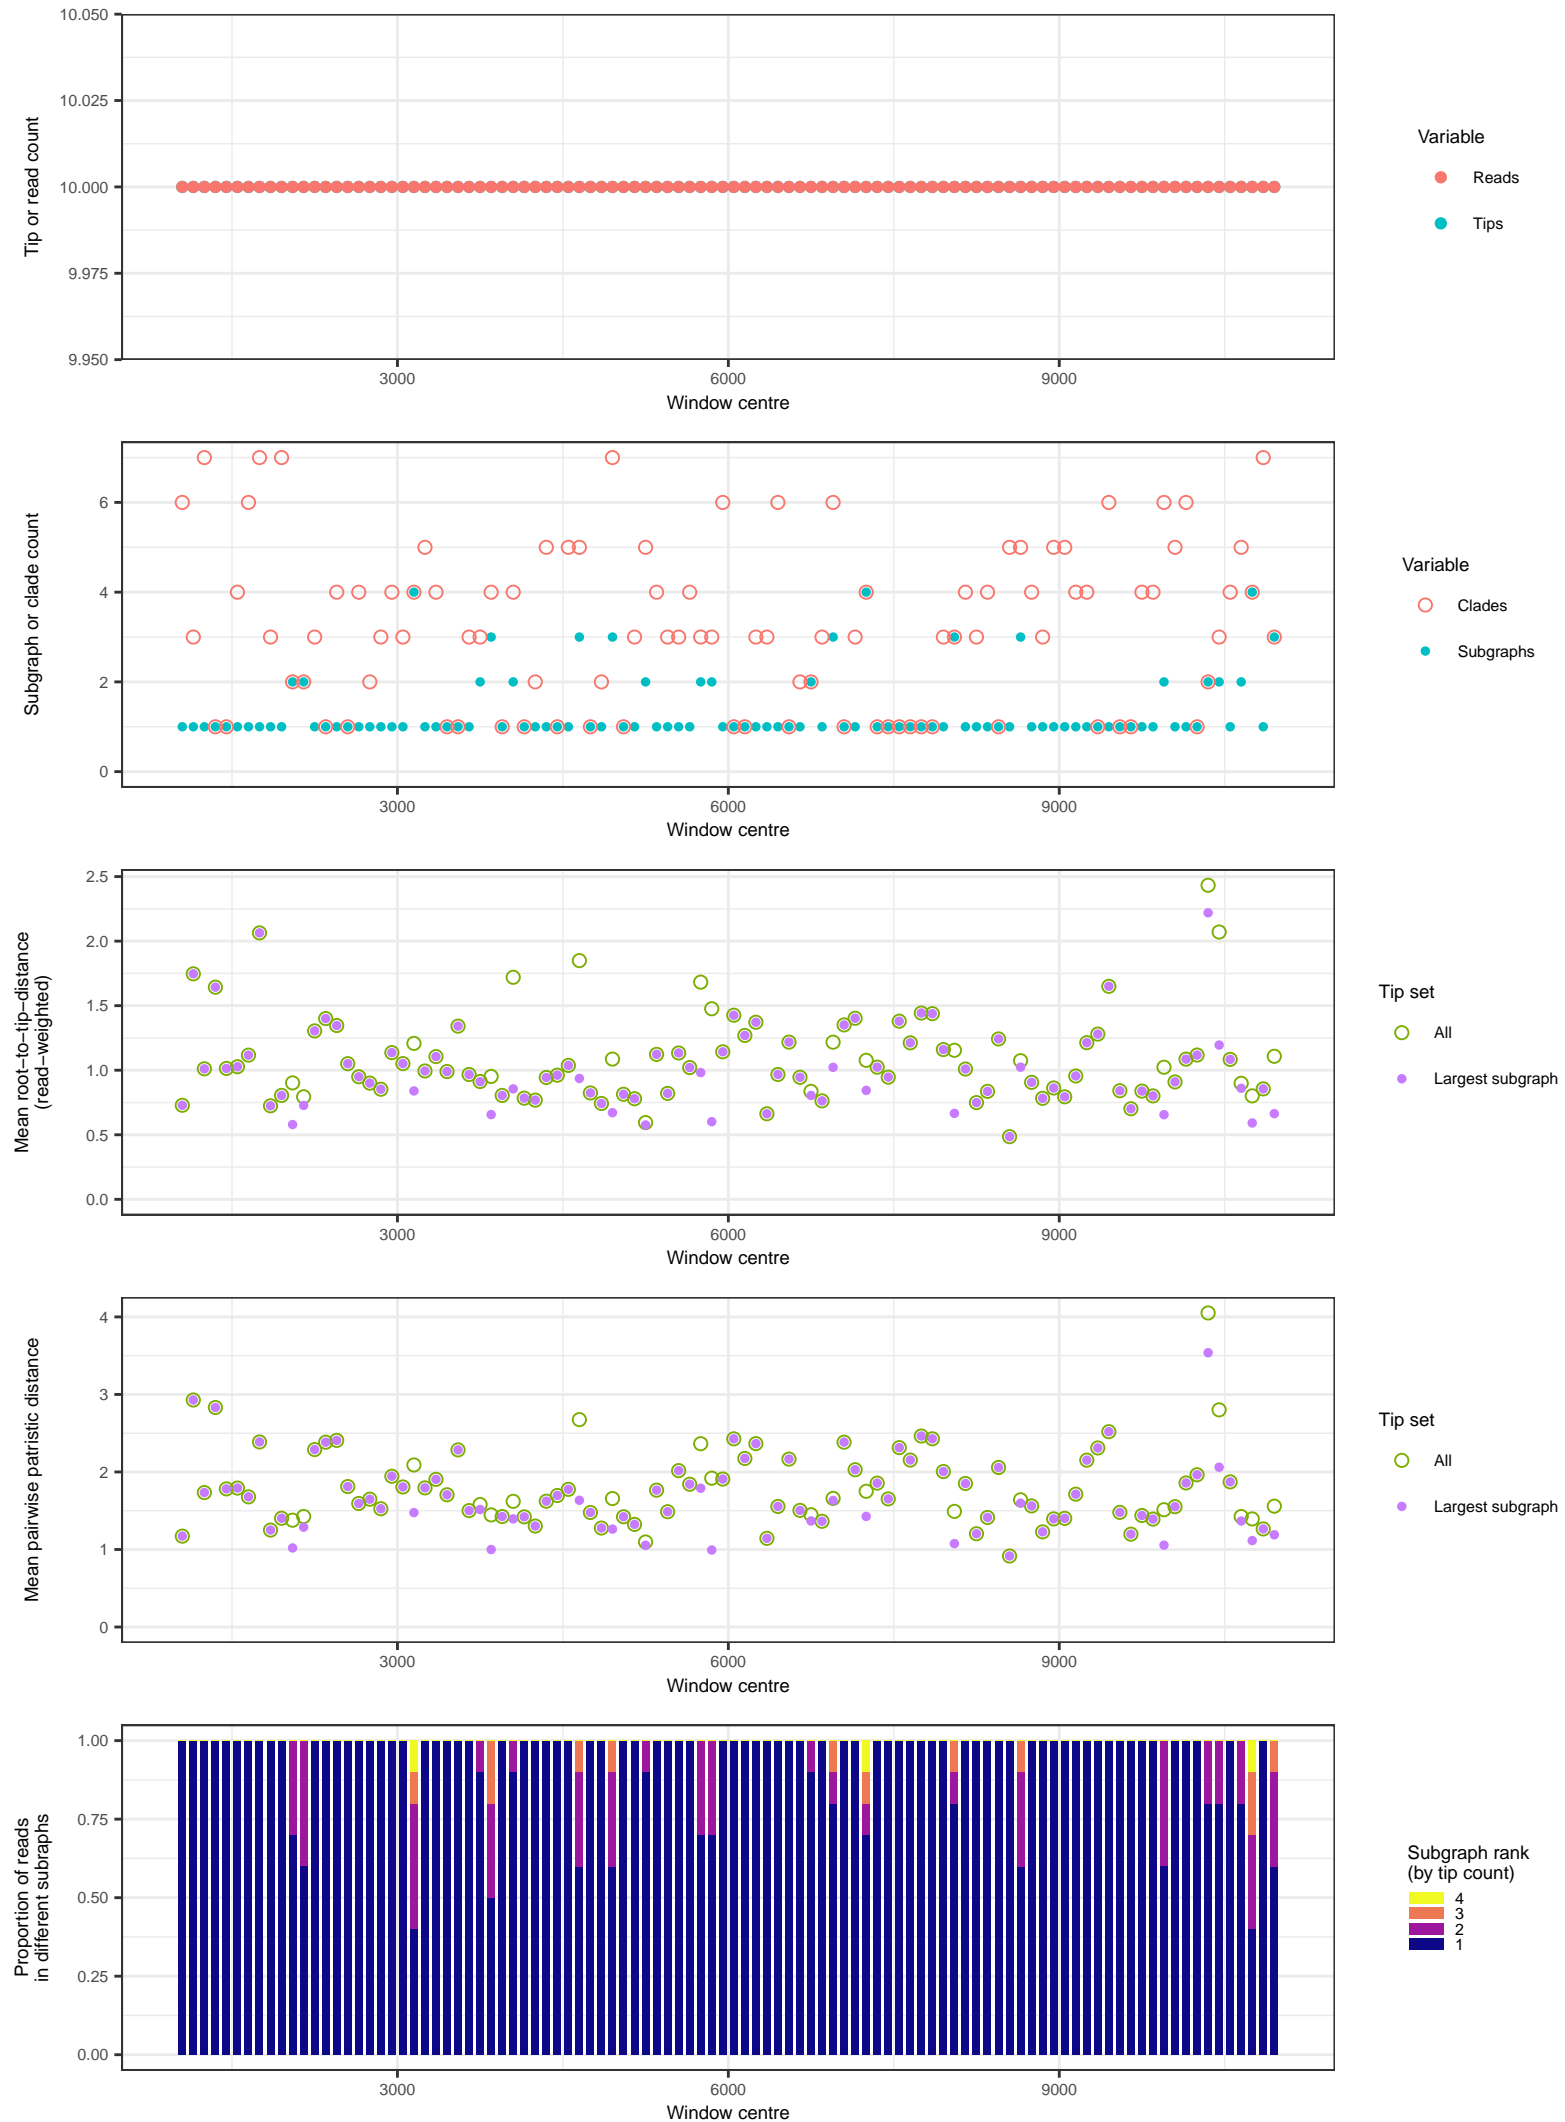 10.050
10.025
10.000
9.975
9.950
Tip or read count
3000 6000 9000
Window centre
Variable
Reads
Tips
6
4
2
0
Subgraph or clade count
3000 6000 9000
Window centre
Variable
Clades
Subgraphs
2.5
2.0
1.5
1.0
0.5
0.0
Mean root−to−tip−distance
(read−weighted)
3000 6000 9000
Window centre
Tip set
All
Largest subgraph
4
3
2
1
0
Mean pairwise patristic distance
3000 6000 9000
Window centre
Tip set
All
Largest subgraph
1.00
0.75
0.50
0.25
0.00
Proportion of reads
in different subraphs
3000 6000 9000
Window centre
Subgraph rank
(by tip count)
4
3
2
1